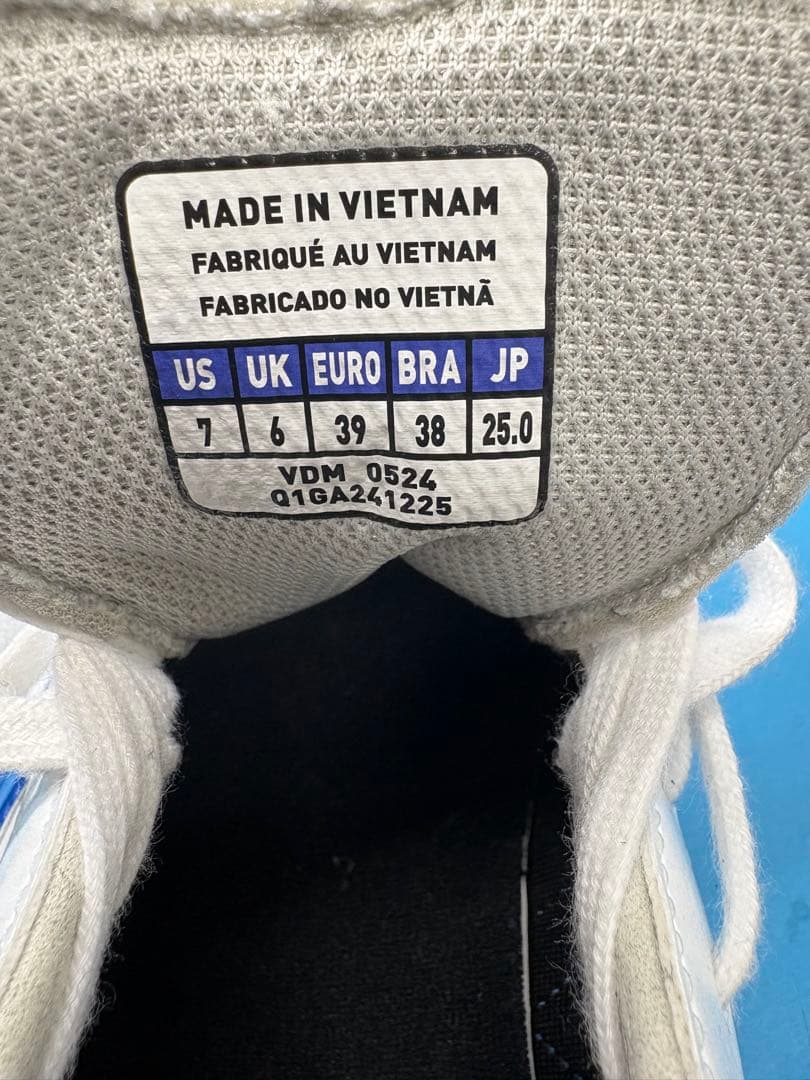 MADE IN VIETNAM
FABRIQUÉ AU VIETNAM
FABRICADO NO VIETNÃ
US UK EURO BRA JP
7 6 39 38 25.0
VDM 0524
Q1GA241225